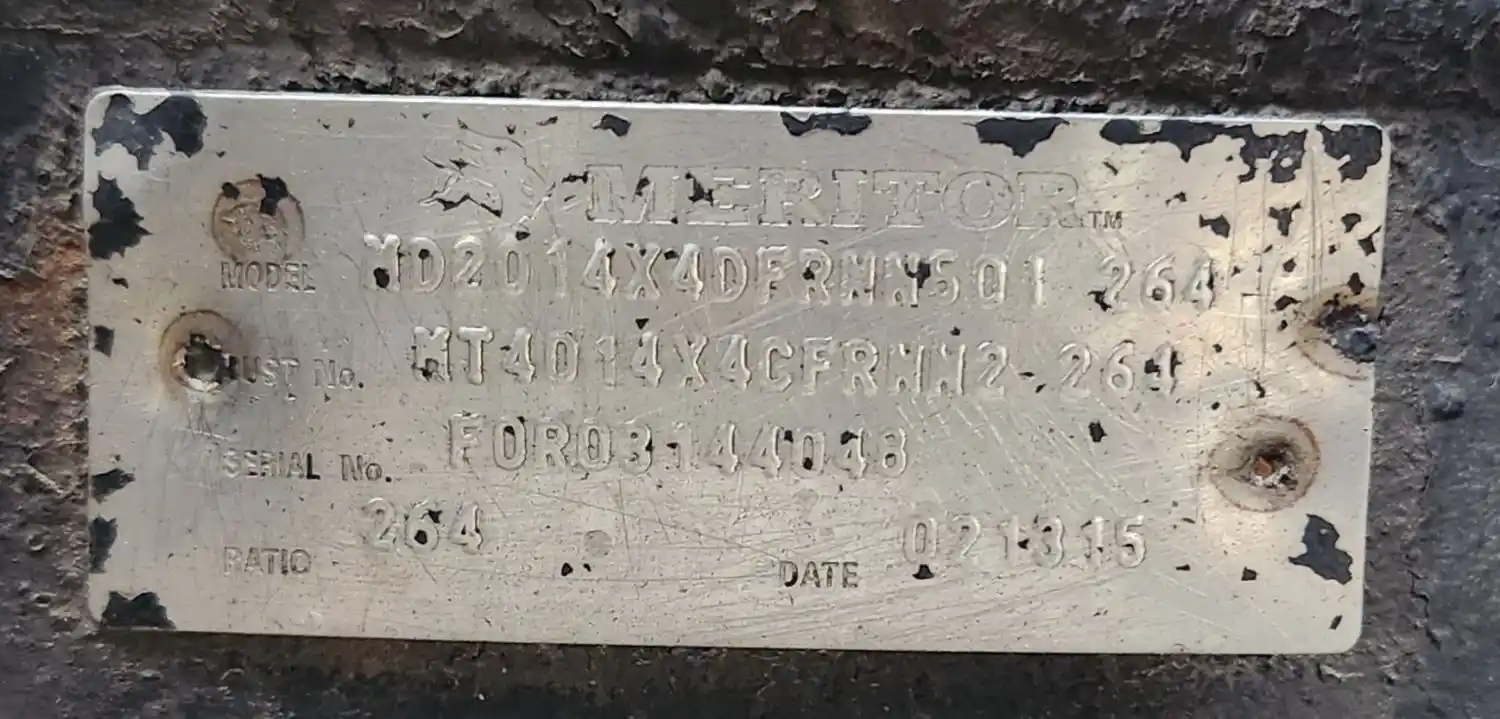 MERITOR™
MODEL MD2014X4DFRNN501 264
CUST No. MT4014X4CFRNN2 264
SERIAL No. FOR03144048
RATIO 264 DATE 021315